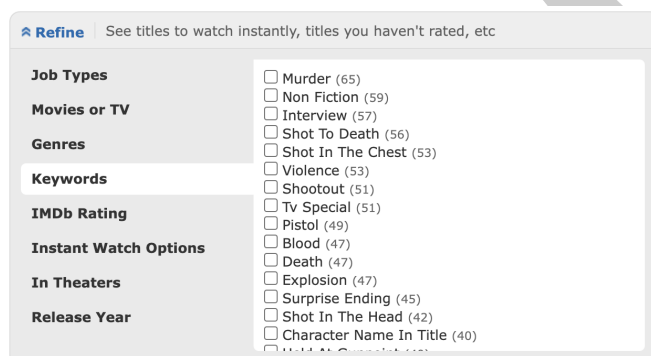 Refine See titles to watch instantly, titles you haven't rated, etc
Job Types
Movies or TV
Genres
Keywords
IMDb Rating
Instant Watch Options
In Theaters
Release Year
Murder (65)
Non Fiction (59)
Interview (57)
Shot To Death (56)
Shot In The Chest (53)
Violence (53)
Shootout (51)
Tv Special (51)
Pistol (49)
Blood (47)
Death (47)
Explosion (47)
Surprise Ending (45)
Shot In The Head (42)
Character Name In Title (40)